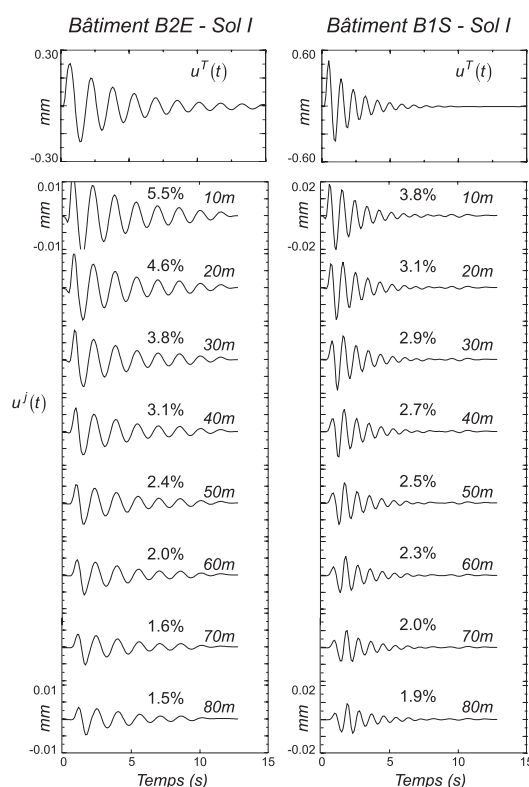 Bâtiment B2E - Sol I
Bâtiment B1S - Sol I
0.30
mm
-0.30
u^T(t)
0.60
mm
-0.60
u^T(t)
0.01
mm
-0.01
5.5% 10m
4.6% 20m
3.8% 30m
u^j(t)
3.1% 40m
2.4% 50m
2.0% 60m
1.6% 70m
0.01
mm
-0.01
1.5% 80m
0 5 10 15
Temps (s)
0.02
mm
-0.02
3.8% 10m
3.1% 20m
2.9% 30m
2.7% 40m
2.5% 50m
2.3% 60m
2.0% 70m
0.02
mm
-0.02
1.9% 80m
0 5 10 15
Temps (s)